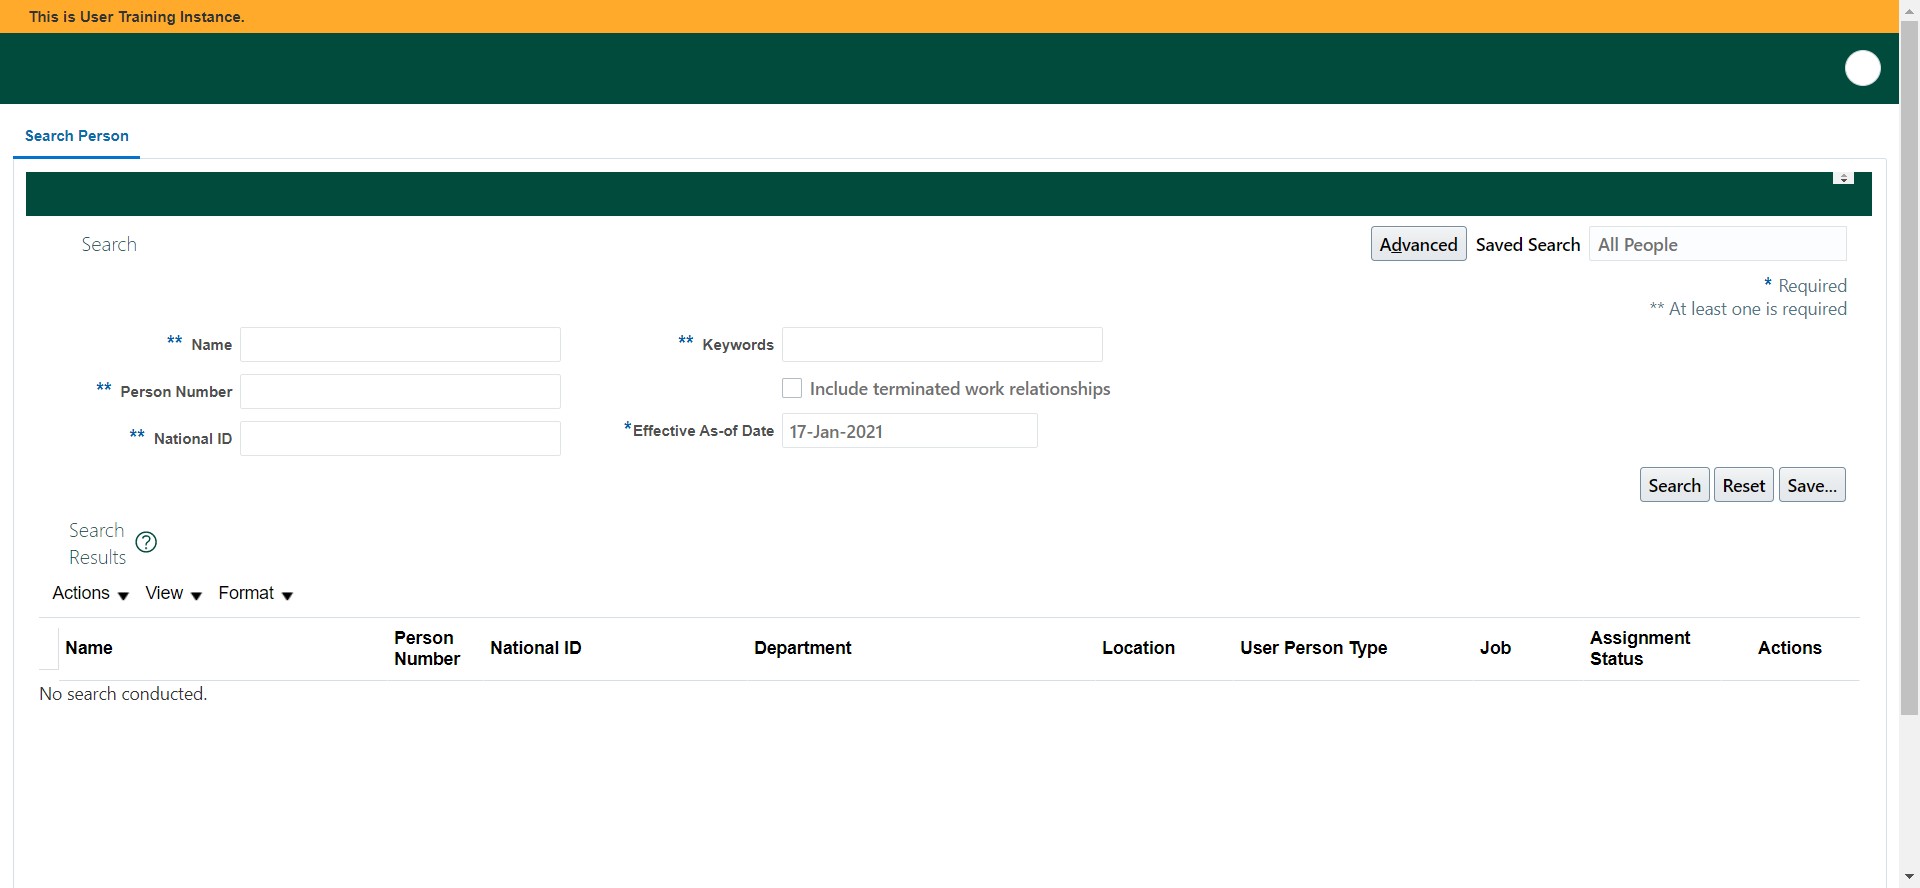 This is User Training Instance.
Search Person
Search
Advanced Saved Search All People
* Required
** At least one is required
** Name
** Keywords
** Person Number
Include terminated work relationships
** National ID
*Effective As-of Date 17-Jan-2021
Search Reset Save...
Search
Results ?
Actions View Format
Name Person Number National ID Department Location User Person Type Job Assignment Status Actions
No search conducted.